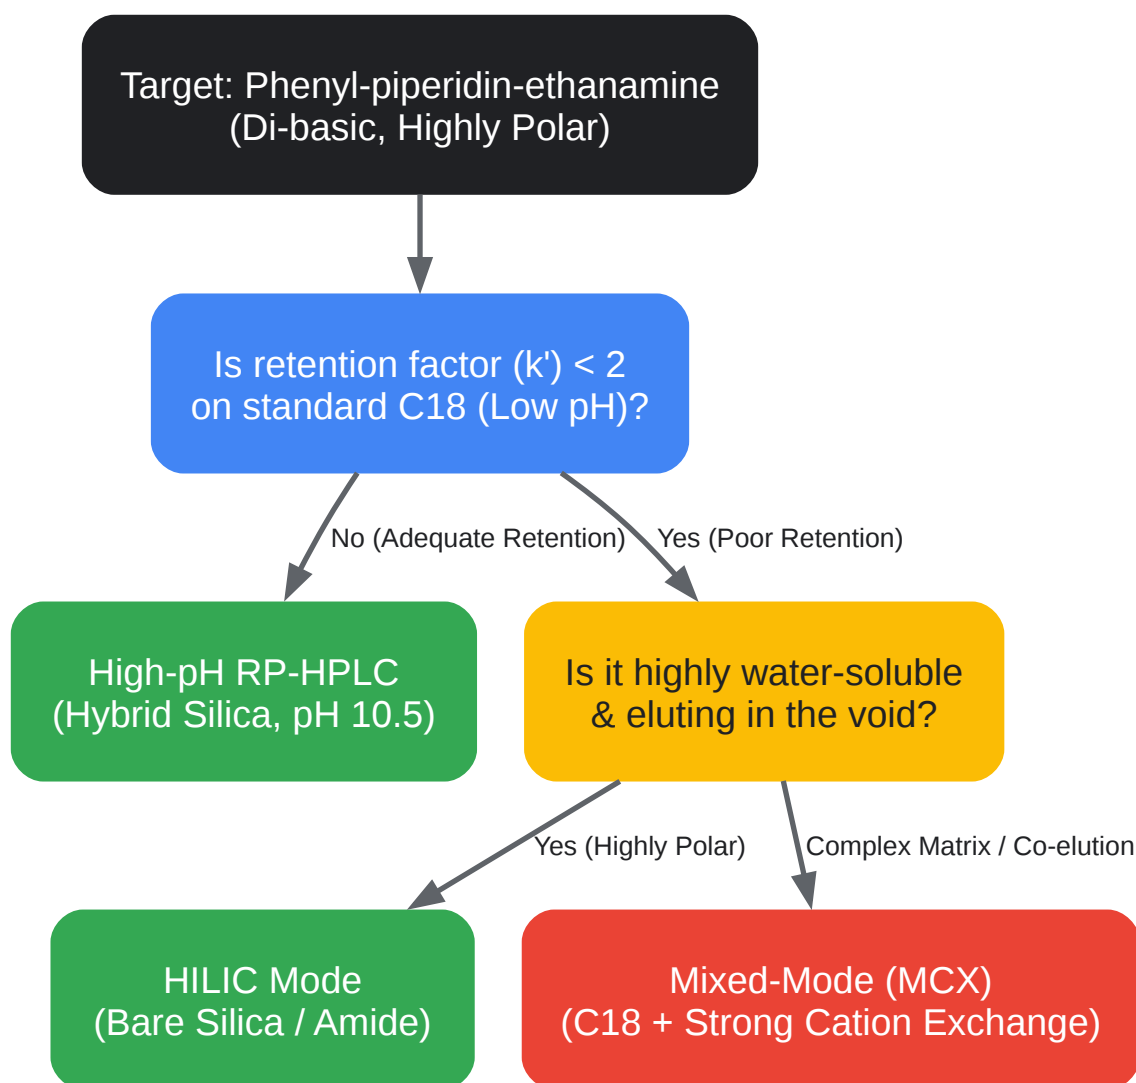 Target: Phenyl-piperidin-ethanamine
(Di-basic, Highly Polar)
Is retention factor (k') < 2
on standard C18 (Low pH)?
No (Adequate Retention)
Yes (Poor Retention)
High-pH RP-HPLC
(Hybrid Silica, pH 10.5)
Is it highly water-soluble
& eluting in the void?
Yes (Highly Polar)
Complex Matrix / Co-elution
HILIC Mode
(Bare Silica / Amide)
Mixed-Mode (MCX)
(C18 + Strong Cation Exchange)